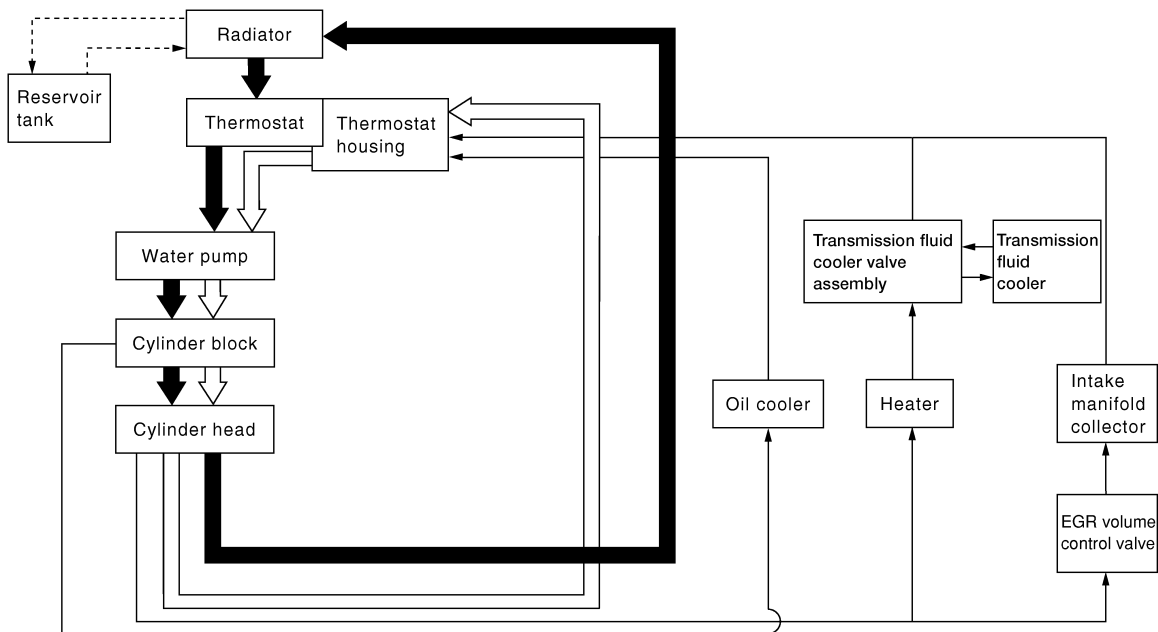 Radiator
Reservoir
tank
Thermostat
Thermostat
housing
Water pump
Transmission fluid
cooler valve
assembly
Transmission
fluid
cooler
Cylinder block
Oil cooler
Heater
Intake
manifold
collector
Cylinder head
EGR volume
control valve